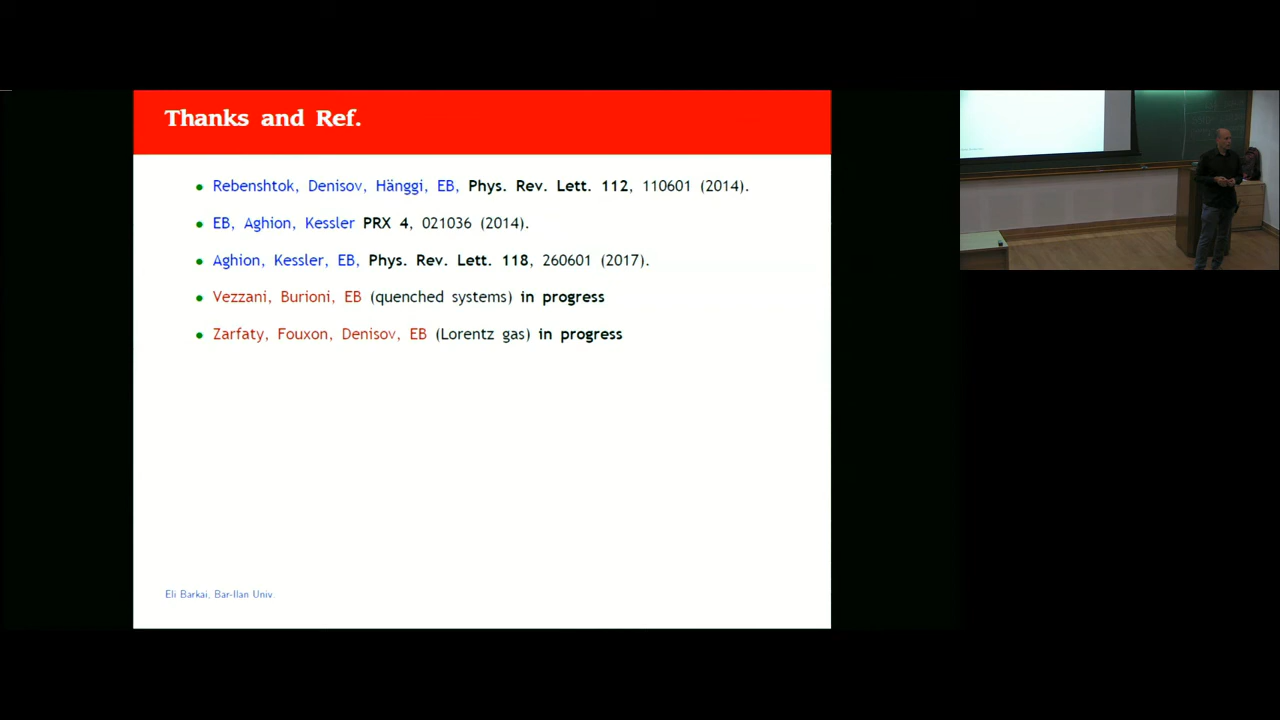 Thanks and Ref.
Rebenshtok, Denisov, Hänggi, EB, Phys. Rev. Lett. 112, 110601 (2014).
EB, Aghion, Kessler PRX 4, 021036 (2014).
Aghion, Kessler, EB, Phys. Rev. Lett. 118, 260601 (2017).
Vezzani, Burioni, EB (quenched systems) in progress
Zarfaty, Fouxon, Denisov, EB (Lorentz gas) in progress
Eli Barkai, Bar-Ilan Univ.